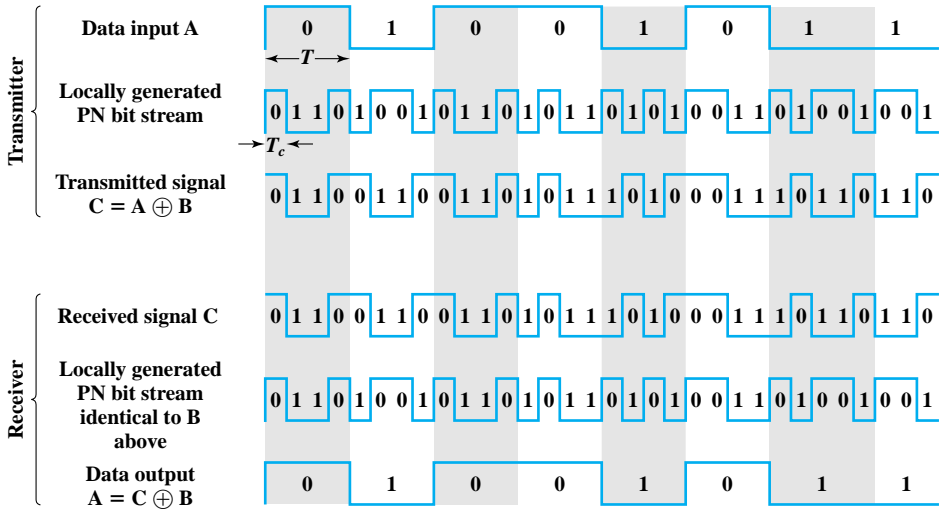 Transmitter
Data input A
0 1 0 0 1 0 1 1
T
Locally generated
PN bit stream
0 1 1 0 1 0 0 1 0 1 1 0 1 0 1 1 0 1 0 1 0 0 1 1 0 1 0 0 1 0 0 1
Tc
Transmitted signal
C = A ⊕ B
0 1 1 0 0 1 1 0 0 1 1 0 1 0 1 1 1 0 1 0 0 0 1 1 1 0 1 1 0 1 1 0
Receiver
Received signal C
0 1 1 0 0 1 1 0 0 1 1 0 1 0 1 1 1 0 1 0 0 0 1 1 1 0 1 1 0 1 1 0
Locally generated
PN bit stream
identical to B
above
0 1 1 0 1 0 0 1 0 1 1 0 1 0 1 1 0 1 0 1 0 0 1 1 0 1 0 0 1 0 0 1
Data output
A = C ⊕ B
0 1 0 0 1 0 1 1